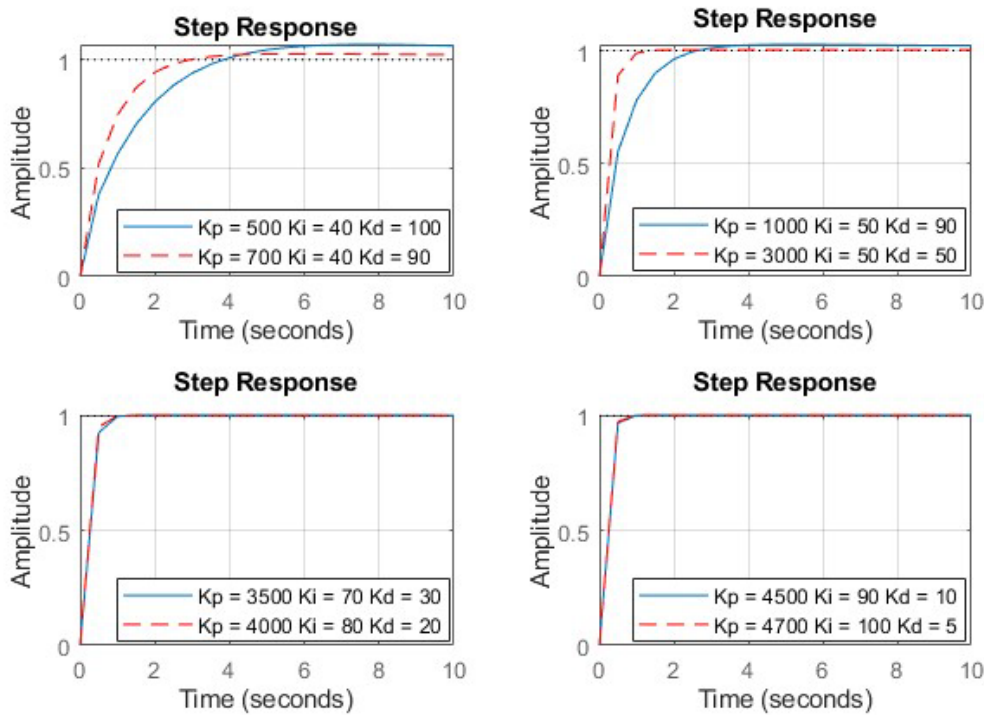 Step Response
1
0.5
0
Amplitude
Kp = 500 Ki = 40 Kd = 100
Kp = 700 Ki = 40 Kd = 90
0 2 4 6 8 10
Time (seconds)
Step Response
1
0.5
0
Amplitude
Kp = 1000 Ki = 50 Kd = 90
Kp = 3000 Ki = 50 Kd = 50
0 2 4 6 8 10
Time (seconds)
Step Response
1
0.5
0
Amplitude
Kp = 3500 Ki = 70 Kd = 30
Kp = 4000 Ki = 80 Kd = 20
0 2 4 6 8 10
Time (seconds)
Step Response
1
0.5
0
Amplitude
Kp = 4500 Ki = 90 Kd = 10
Kp = 4700 Ki = 100 Kd = 5
0 2 4 6 8 10
Time (seconds)